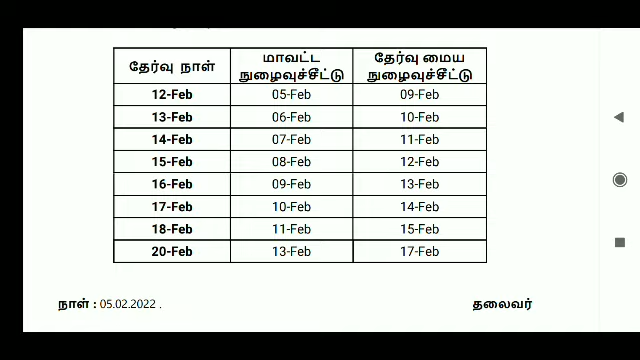 தேர்வு நாள் மாவட்ட நுழைவுச்சீட்டு தேர்வு மைய நுழைவுச்சீட்டு
12-Feb 05-Feb 09-Feb
13-Feb 06-Feb 10-Feb
14-Feb 07-Feb 11-Feb
15-Feb 08-Feb 12-Feb
16-Feb 09-Feb 13-Feb
17-Feb 10-Feb 14-Feb
18-Feb 11-Feb 15-Feb
20-Feb 13-Feb 17-Feb
நாள் : 05.02.2022 . தலைவர்